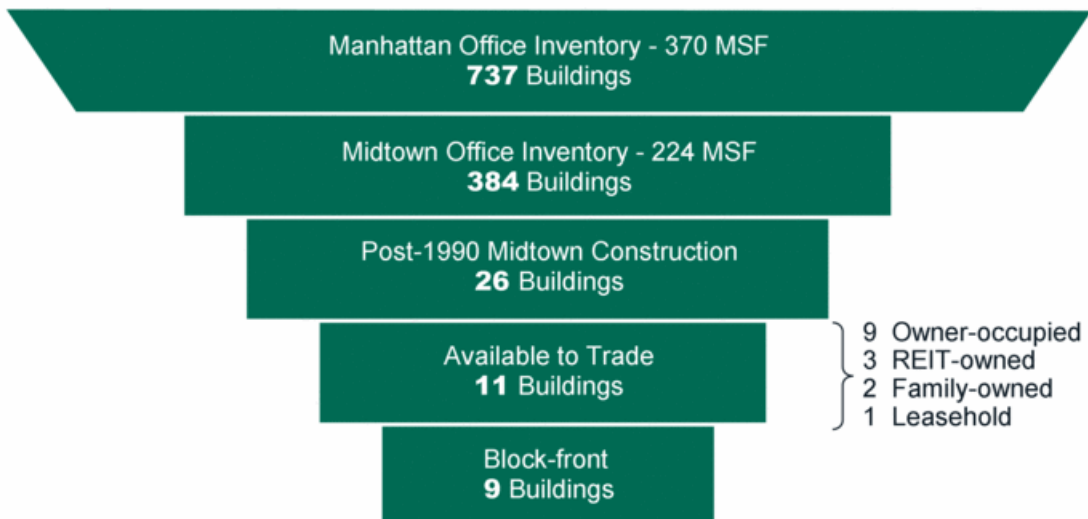 Manhattan Office Inventory - 370 MSF
737 Buildings
Midtown Office Inventory - 224 MSF
384 Buildings
Post-1990 Midtown Construction
26 Buildings
Available to Trade
11 Buildings
9 Owner-occupied
3 REIT-owned
2 Family-owned
1 Leasehold
Block-front
9 Buildings